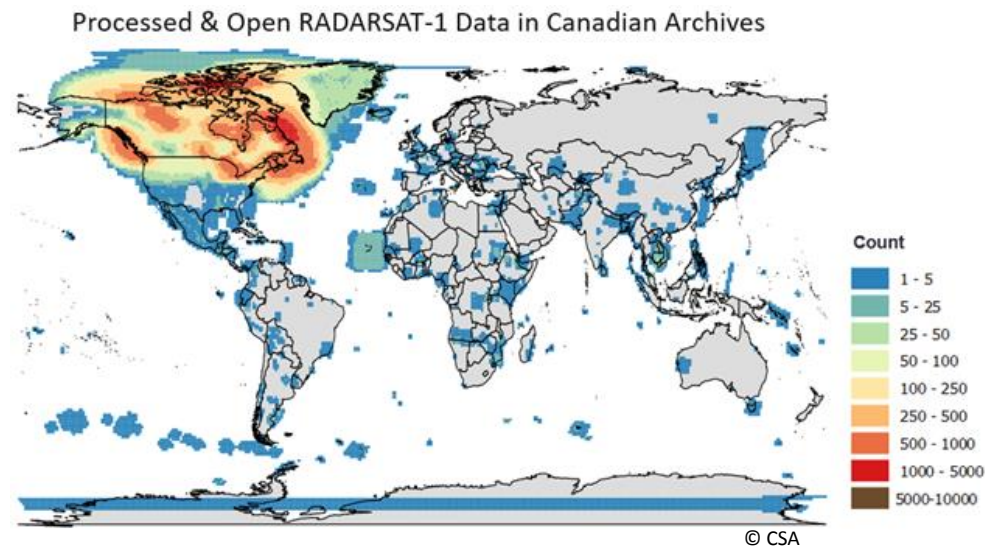 Processed & Open RADARSAT-1 Data in Canadian Archives
Count
1 - 5
5 - 25
25 - 50
50 - 100
100 - 250
250 - 500
500 - 1000
1000 - 5000
5000-10000
© CSA